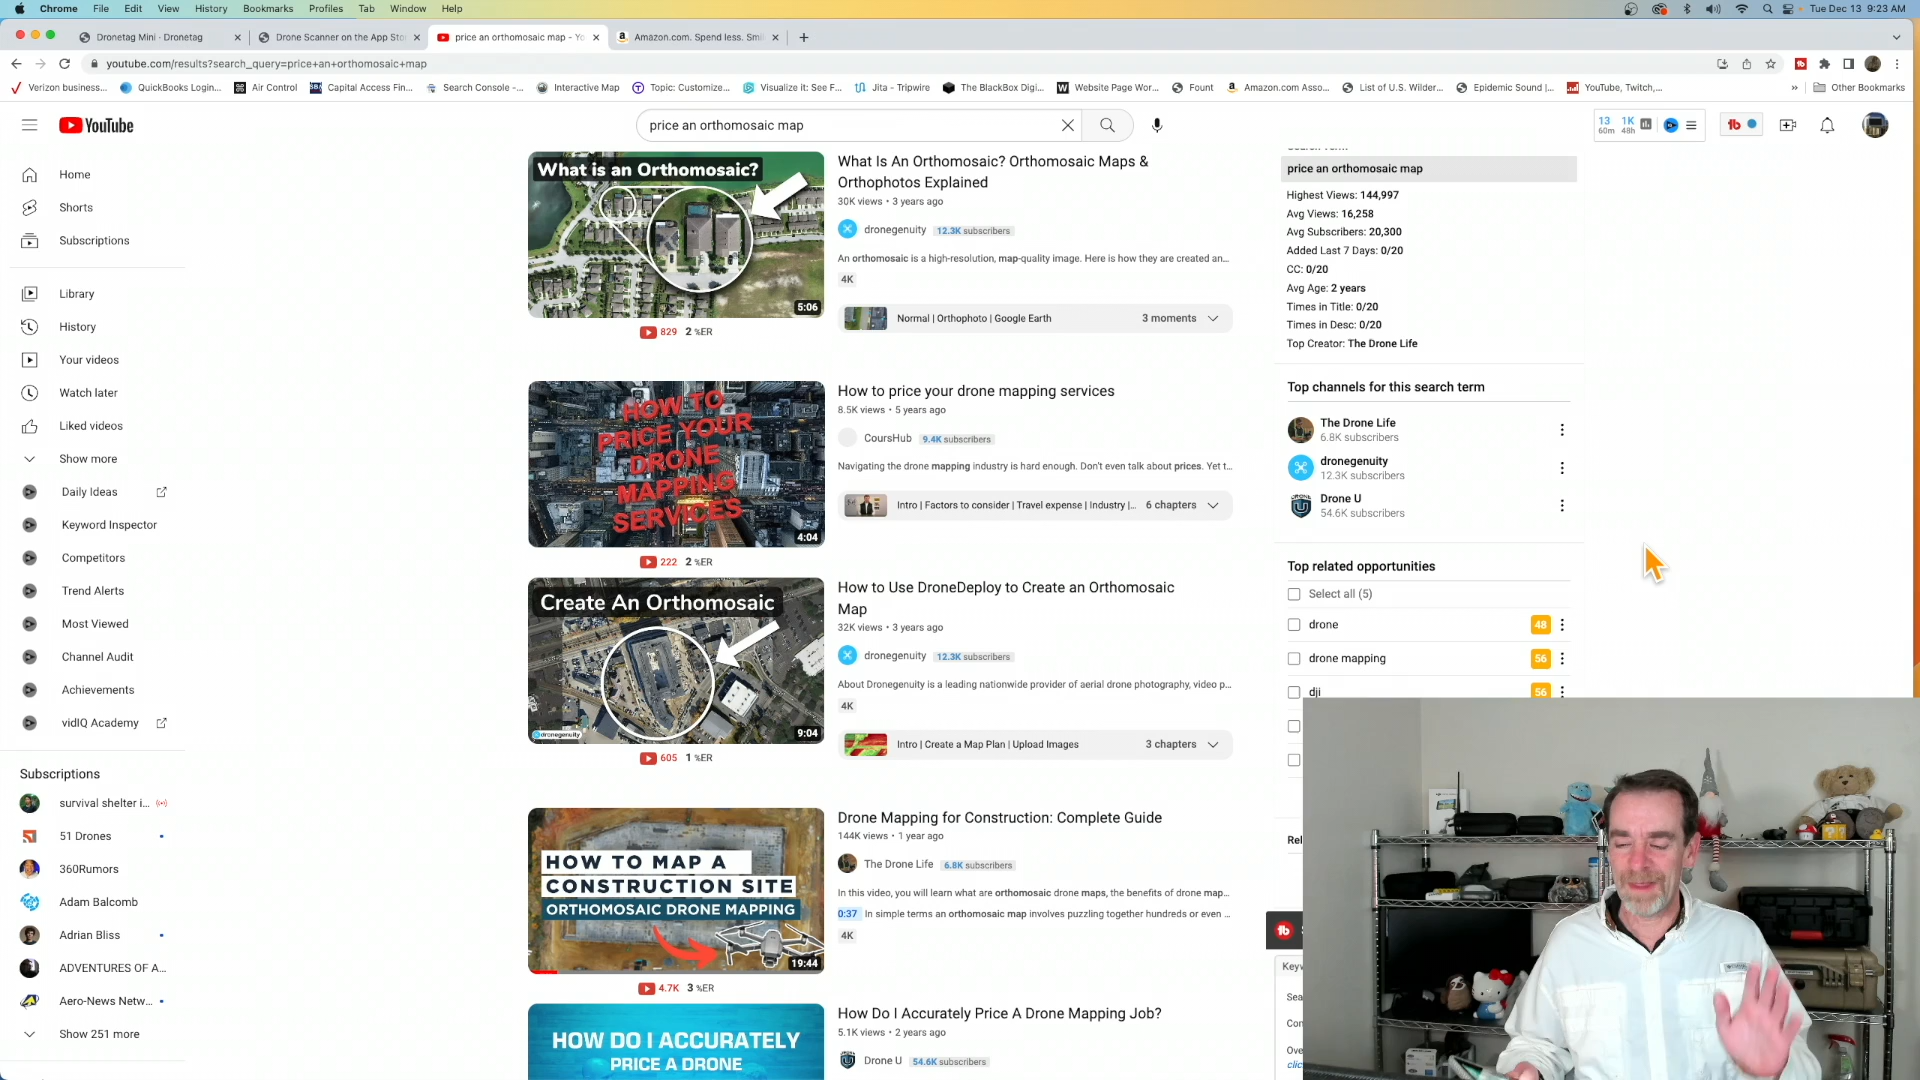 Chrome File Edit View History Bookmarks Profiles Tab Window Help
Tue Dec 13 9:23 AM
Dronetag Mini · Dronetag
Drone Scanner on the App Sto
price an orthomosaic map - Yo
Amazon.com. Spend less. Smi
youtube.com/results?search_query=price+an+orthomosaic+map
Verizon business... QuickBooks Login... Air Control Capital Access Fin... Search Console -... Interactive Map Topic: Customize... Visualize it: See F... Jita - Tripwire The BlackBox Digi... Website Page Wor... Fount Amazon.com Asso... List of U.S. Wilder... Epidemic Sound |... YouTube, Twitch,... » Other Bookmarks
YouTube
price an orthomosaic map
13 1K
60m 48h
Home
Shorts
Subscriptions
Library
History
Your videos
Watch later
Liked videos
Show more
Daily Ideas
Keyword Inspector
Competitors
Trend Alerts
Most Viewed
Channel Audit
Achievements
vidIQ Academy
Subscriptions
survival shelter i...
51 Drones
360Rumors
Adam Balcomb
Adrian Bliss
ADVENTURES OF A...
Aero-News Netw...
Show 251 more
What is an Orthomosaic?
5:06
829 2 %ER
What Is An Orthomosaic? Orthomosaic Maps &
Orthophotos Explained
30K views • 3 years ago
dronegenuity 12.3K subscribers
An orthomosaic is a high-resolution, map-quality image. Here is how they are created an...
4K
Normal | Orthophoto | Google Earth 3 moments
HOW TO
PRICE YOUR
DRONE
MAPPING
SERVICES
4:04
222 2 %ER
How to price your drone mapping services
8.5K views • 5 years ago
CoursHub 9.4K subscribers
Navigating the drone mapping industry is hard enough. Don't even talk about prices. Yet t...
Intro | Factors to consider | Travel expense | Industry |... 6 chapters
Create An Orthomosaic
dronegenuity
9:04
605 1 %ER
How to Use DroneDeploy to Create an Orthomosaic
Map
32K views • 3 years ago
dronegenuity 12.3K subscribers
About Dronegenuity is a leading nationwide provider of aerial drone photography, video p...
4K
Intro | Create a Map Plan | Upload Images 3 chapters
HOW TO MAP A
CONSTRUCTION SITE
ORTHOMOSAIC DRONE MAPPING
19:44
4.7K 3 %ER
Drone Mapping for Construction: Complete Guide
144K views • 1 year ago
The Drone Life 6.8K subscribers
In this video, you will learn what are orthomosaic drone maps, the benefits of drone map...
0:37 In simple terms an orthomosaic map involves puzzling together hundreds or even ...
4K
HOW DO I ACCURATELY
PRICE A DRONE
How Do I Accurately Price A Drone Mapping Job?
5.1K views • 2 years ago
Drone U 54.6K subscribers
price an orthomosaic map
Highest Views: 144,997
Avg Views: 16,258
Avg Subscribers: 20,300
Added Last 7 Days: 0/20
CC: 0/20
Avg Age: 2 years
Times in Title: 0/20
Times in Desc: 0/20
Top Creator: The Drone Life
Top channels for this search term
The Drone Life
6.8K subscribers
dronegenuity
12.3K subscribers
Drone U
54.6K subscribers
Top related opportunities
Select all (5)
drone 48
drone mapping 56
dji 56
Rel
Keyw
Sea
Con
Ove
clic